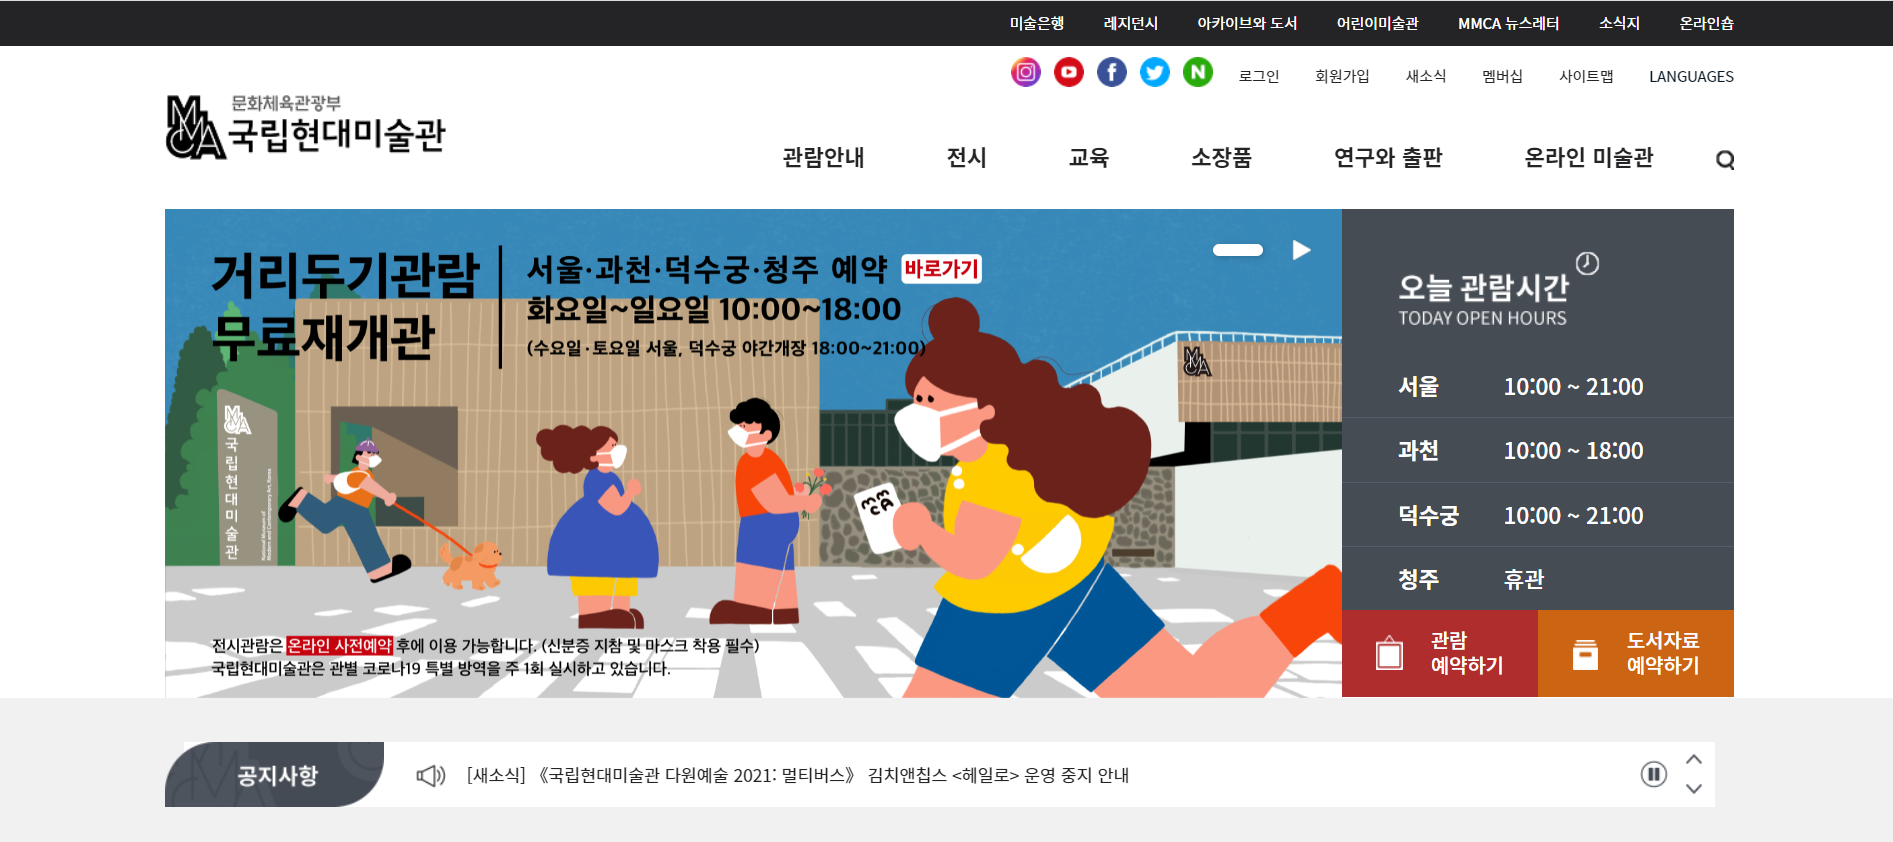 미술은행 레지던시 아카이브와 도서 어린이미술관 MMCA 뉴스레터 소식지 온라인숍
로그인 회원가입 새소식 멤버십 사이트맵 LANGUAGES
MMCA
문화체육관광부
국립현대미술관
관람안내 전시 교육 소장품 연구와 출판 온라인 미술관
거리두기관람
무료재개관
서울·과천·덕수궁·청주 예약 바로가기
화요일~일요일 10:00~18:00
(수요일·토요일 서울, 덕수궁 야간개장 18:00~21:00)
MMCA
MMCA
국립현대미술관
National Museum of
Modern and Contemporary Art, Korea
MMCA
전시관람은 온라인 사전예약 후에 이용 가능합니다. (신분증 지참 및 마스크 착용 필수)
국립현대미술관은 관별 코로나19 특별 방역을 주 1회 실시하고 있습니다.
오늘 관람시간
TODAY OPEN HOURS
서울 10:00 ~ 21:00
과천 10:00 ~ 18:00
덕수궁 10:00 ~ 21:00
청주 휴관
관람
예약하기
도서자료
예약하기
공지사항
[새소식] 《국립현대미술관 다원예술 2021: 멀티버스》 김치앤칩스 <헤일로> 운영 중지 안내